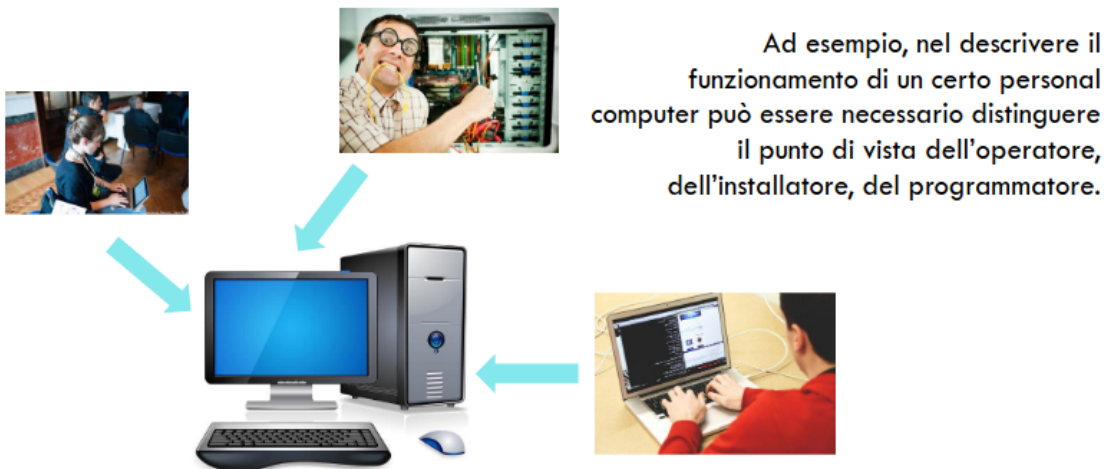 Ad esempio, nel descrivere il
funzionamento di un certo personal
computer può essere necessario distinguere
il punto di vista dell'operatore,
dell'installatore, del programmatore.